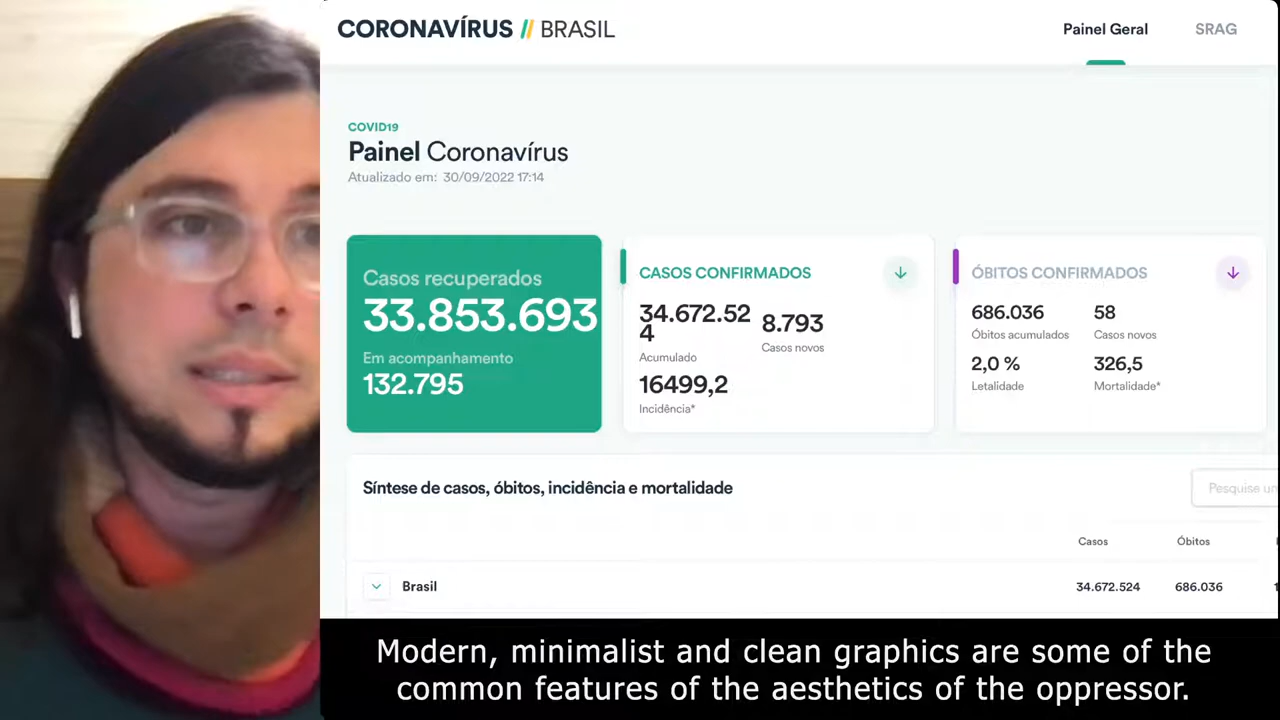 CORONAVÍRUS // BRASIL
Painel Geral
SRAG
COVID19
Painel Coronavírus
Atualizado em: 30/09/2022 17:14
Casos recuperados
33.853.693
Em acompanhamento
132.795
CASOS CONFIRMADOS
34.672.52
4
Acumulado
8.793
Casos novos
16499,2
Incidência*
ÓBITOS CONFIRMADOS
686.036
Óbitos acumulados
58
Casos novos
2,0 %
Letalidade
326,5
Mortalidade*
Síntese de casos, óbitos, incidência e mortalidade
Pesquise
Casos
Óbitos
Brasil
34.672.524
686.036
Modern, minimalist and clean graphics are some of the
common features of the aesthetics of the oppressor.